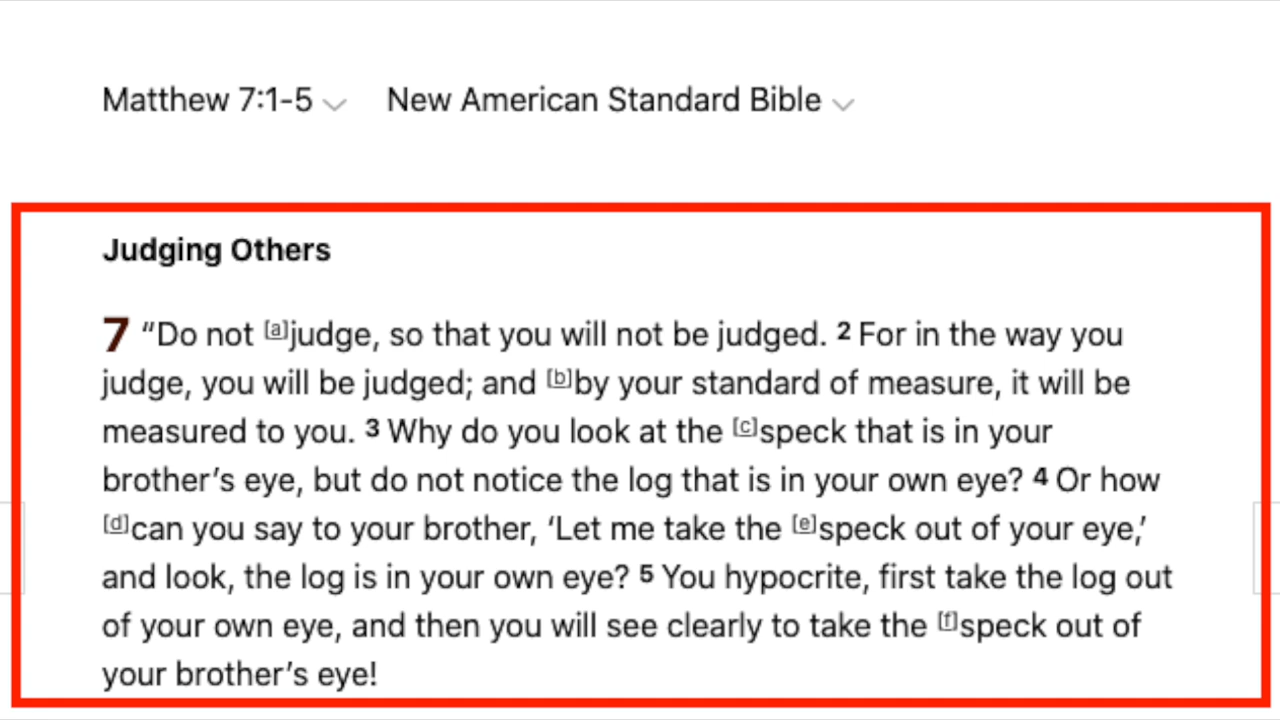 Matthew 7:1-5 New American Standard Bible
Judging Others
7 “Do not [a]judge, so that you will not be judged. 2 For in the way you
judge, you will be judged; and [b]by your standard of measure, it will be
measured to you. 3 Why do you look at the [c]speck that is in your
brother’s eye, but do not notice the log that is in your own eye? 4 Or how
[d]can you say to your brother, ‘Let me take the [e]speck out of your eye,’
and look, the log is in your own eye? 5 You hypocrite, first take the log out
of your own eye, and then you will see clearly to take the [f]speck out of
your brother’s eye!